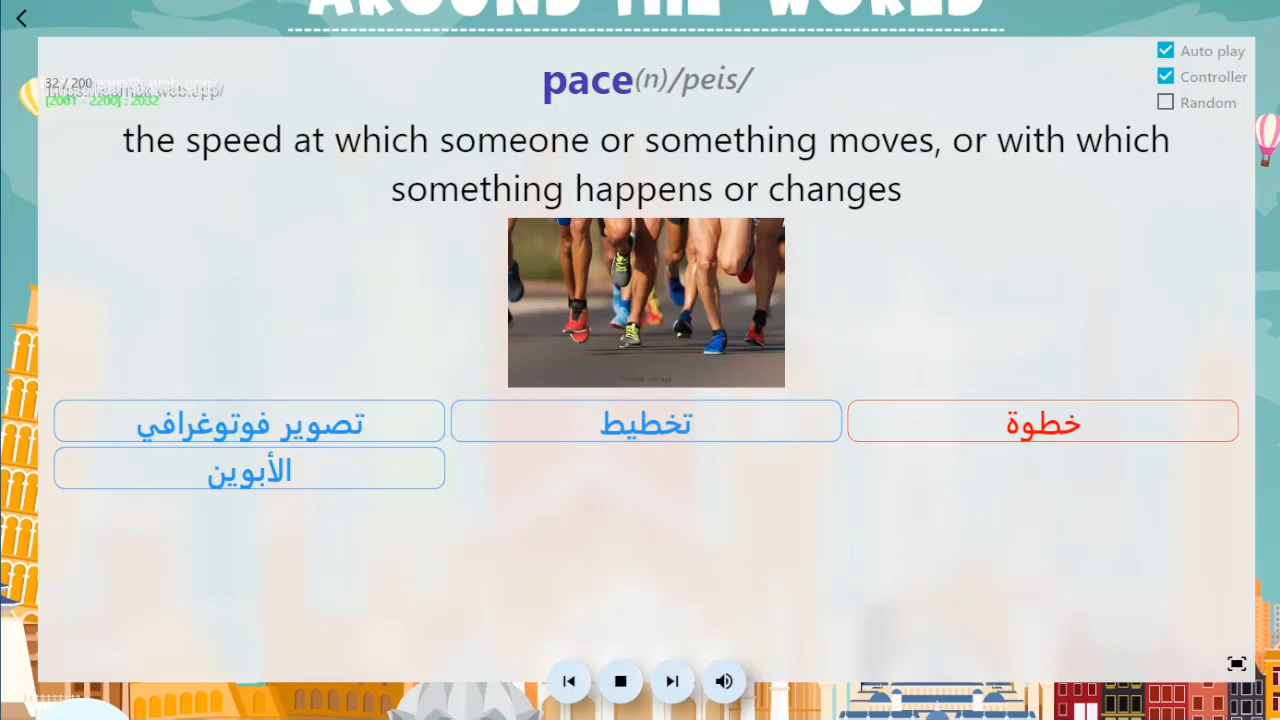 AROUND THE WORLD
32 / 200
[2001 - 2200] : 2032
pace(n)/peis/
Auto play
Controller
Random
the speed at which someone or something moves, or with which
something happens or changes
تصوير فوتوغرافي
تخطيط
خطوة
الأبوين